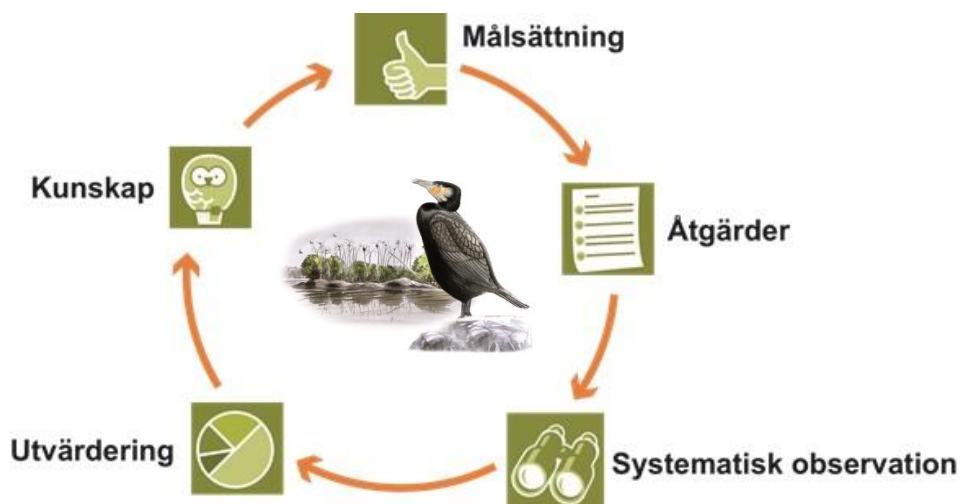 Målsättning
Åtgärder
Systematisk observation
Utvärdering
Kunskap